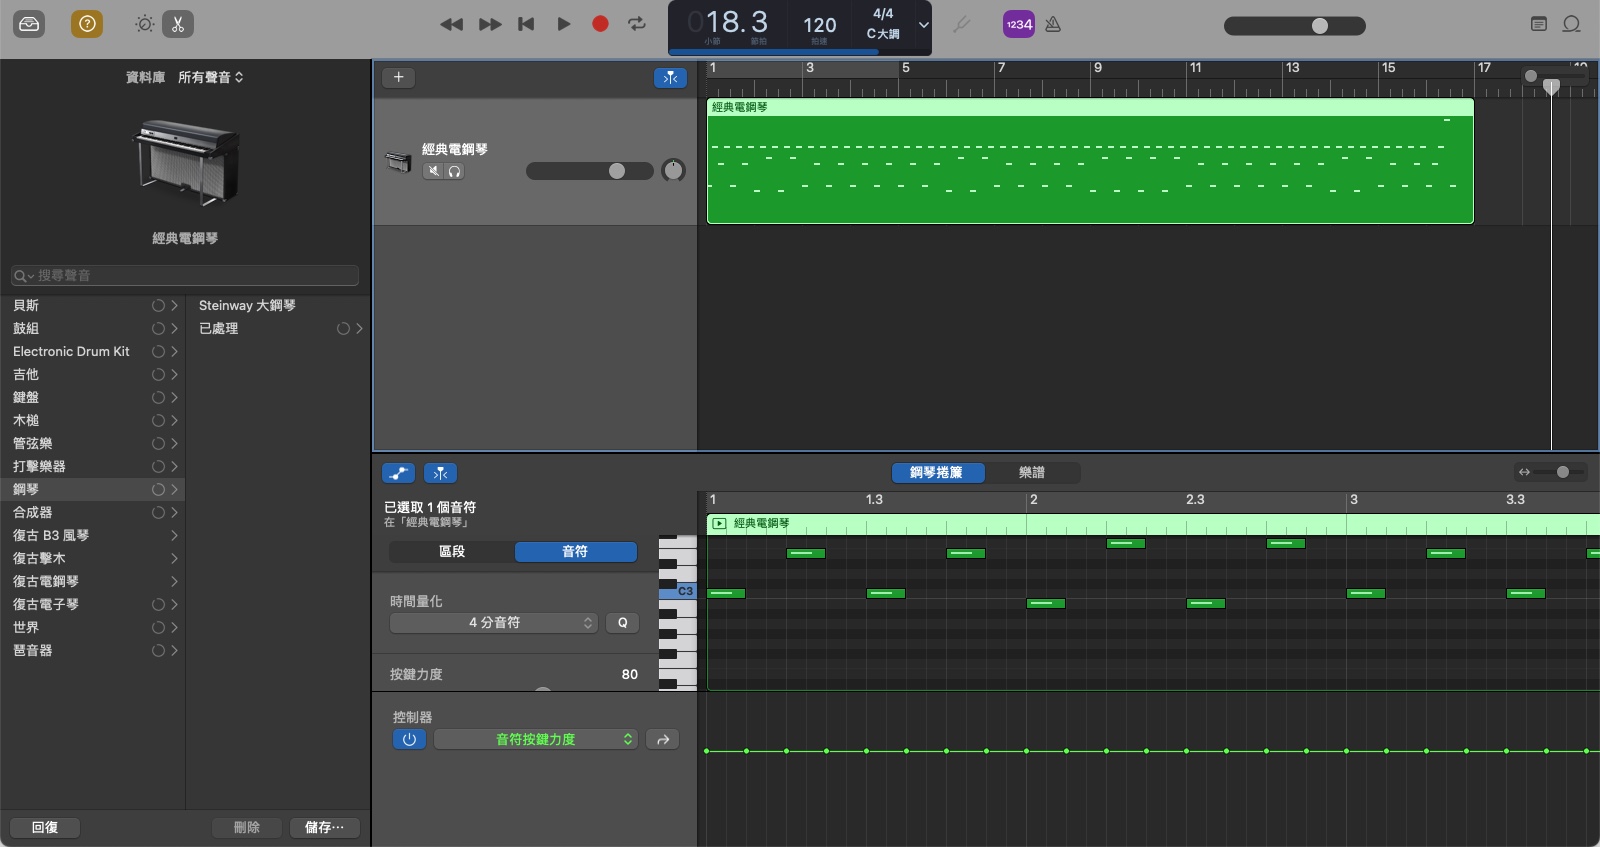 018.3
小節
節拍
120
拍速
4/4
C大調
1234
資料庫 所有聲音
經典電鋼琴
搜尋聲音
貝斯
鼓組
Electronic Drum Kit
吉他
鍵盤
木槌
管弦樂
打擊樂器
鋼琴
合成器
復古 B3 風琴
復古擊木
復古電鋼琴
復古電子琴
世界
琶音器
Steinway 大鋼琴
已處理
回復
刪除
儲存…
+
經典電鋼琴
1 3 5 7 9 11 13 15 17 19
經典電鋼琴
鋼琴捲簾 樂譜
已選取 1 個音符
在「經典電鋼琴」
區段 音符
時間量化
4 分音符
Q
按鍵力度 80
控制器
音符按鍵力度
1 1.3 2 2.3 3 3.3
經典電鋼琴
C3